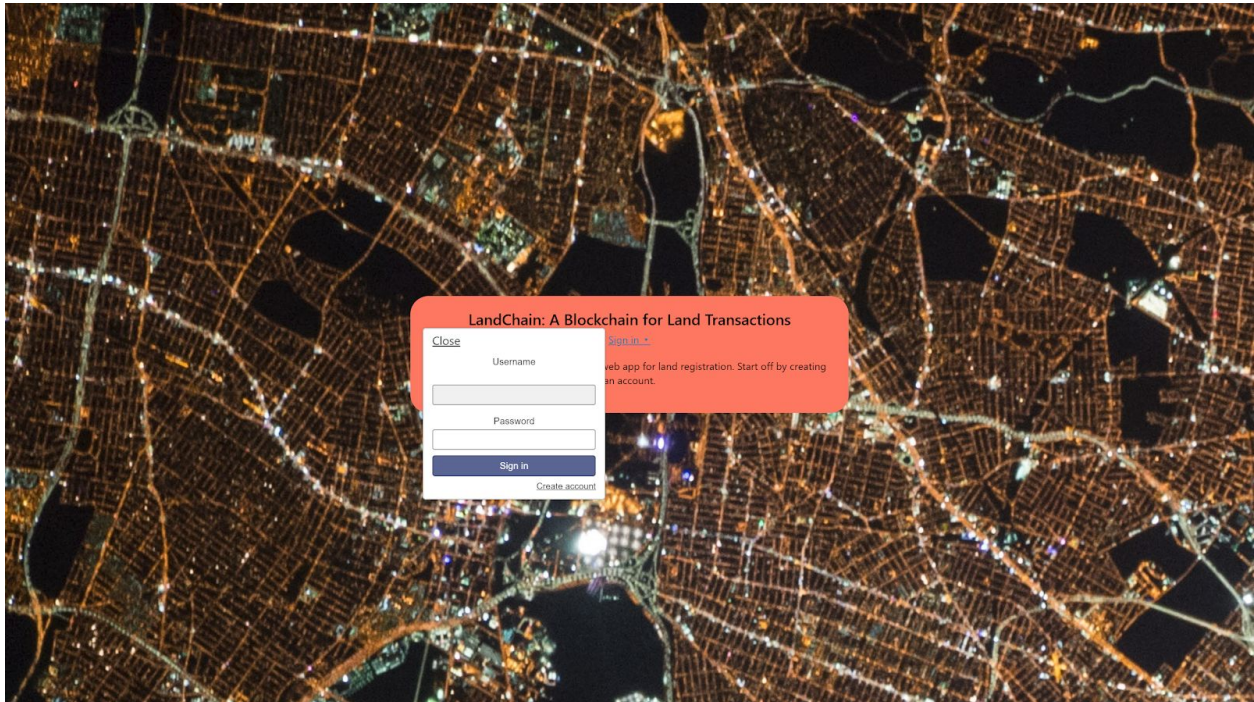 LandChain: A Blockchain for Land Transactions
Sign in
Close
Username
web app for land registration. Start off by creating
an account.
Password
Sign in
Create account